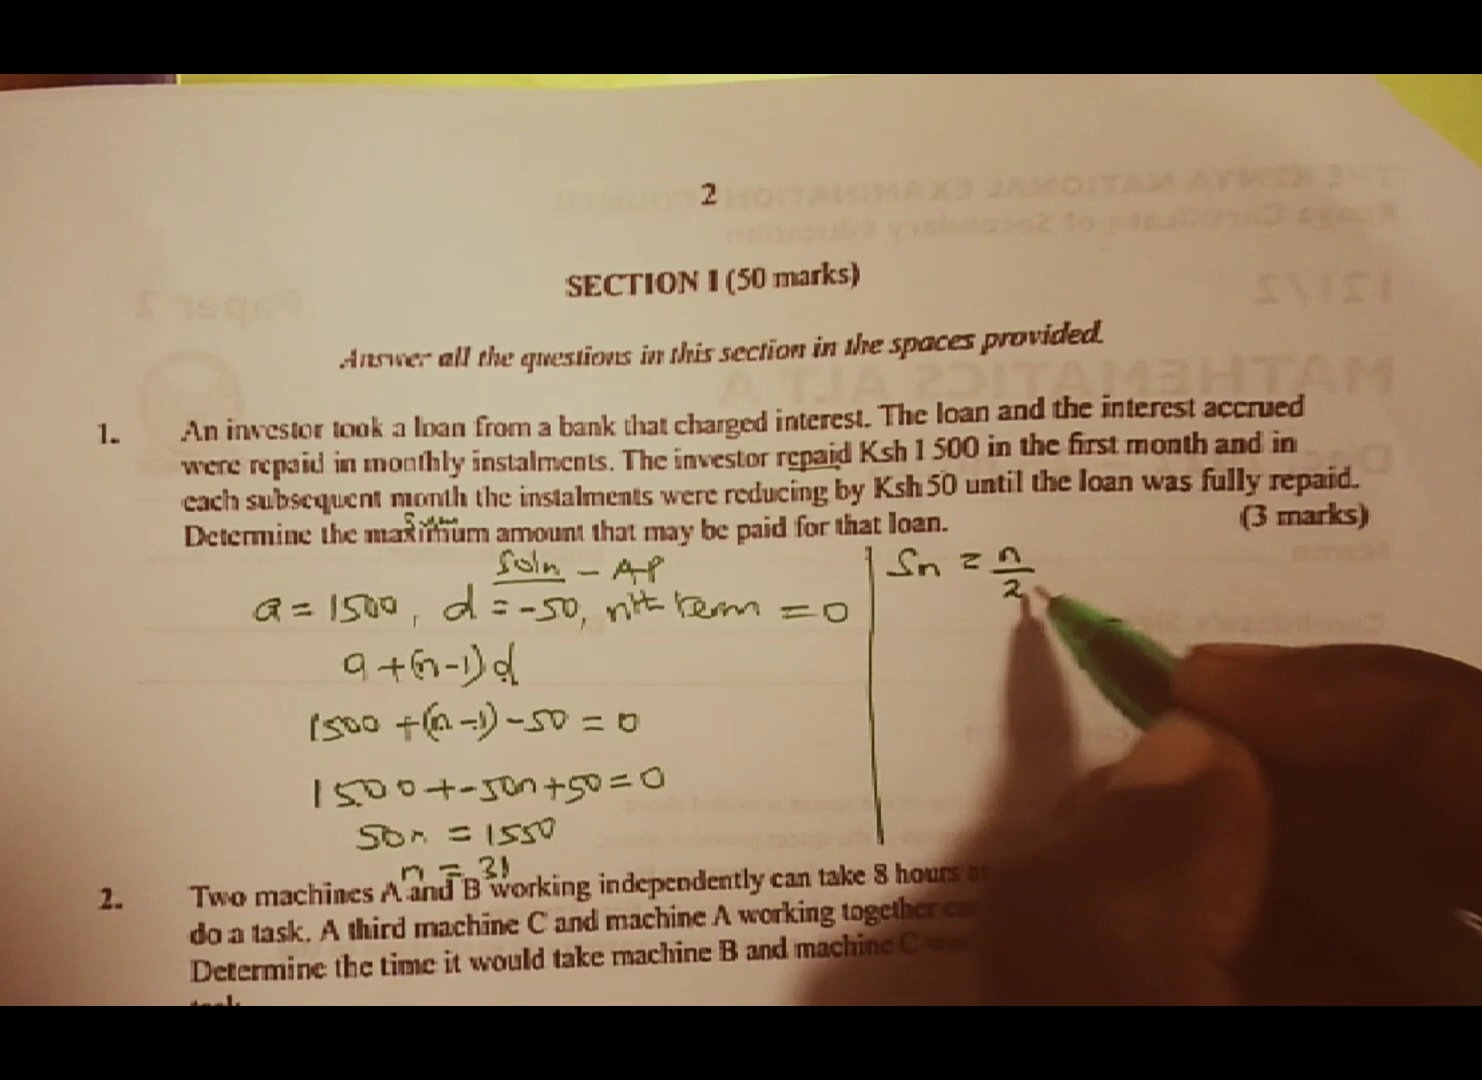 2
SECTION I (50 marks)
Answer all the questions in this section in the spaces provided.
1. An investor took a loan from a bank that charged interest. The loan and the interest accrued
were repaid in monthly instalments. The investor repaid Ksh 1 500 in the first month and in
each subsequent month the instalments were reducing by Ksh 50 until the loan was fully repaid.
Determine the maximum amount that may be paid for that loan. (3 marks)
Soln - AP
a = 1500, d = -50, nth term = 0
a + (n-1) d
1500 + (n-1) -50 = 0
1500 + -50n + 50 = 0
50n = 1550
n = 31
Sn = n/2
2. Two machines A and B working independently can take 8 hours
do a task. A third machine C and machine A working together
Determine the time it would take machine B and machine C
task.